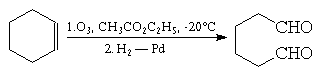 1.O₃, CH₃CO₂C₂H₅, -20°C
2. H₂ — Pd
CHO
CHO